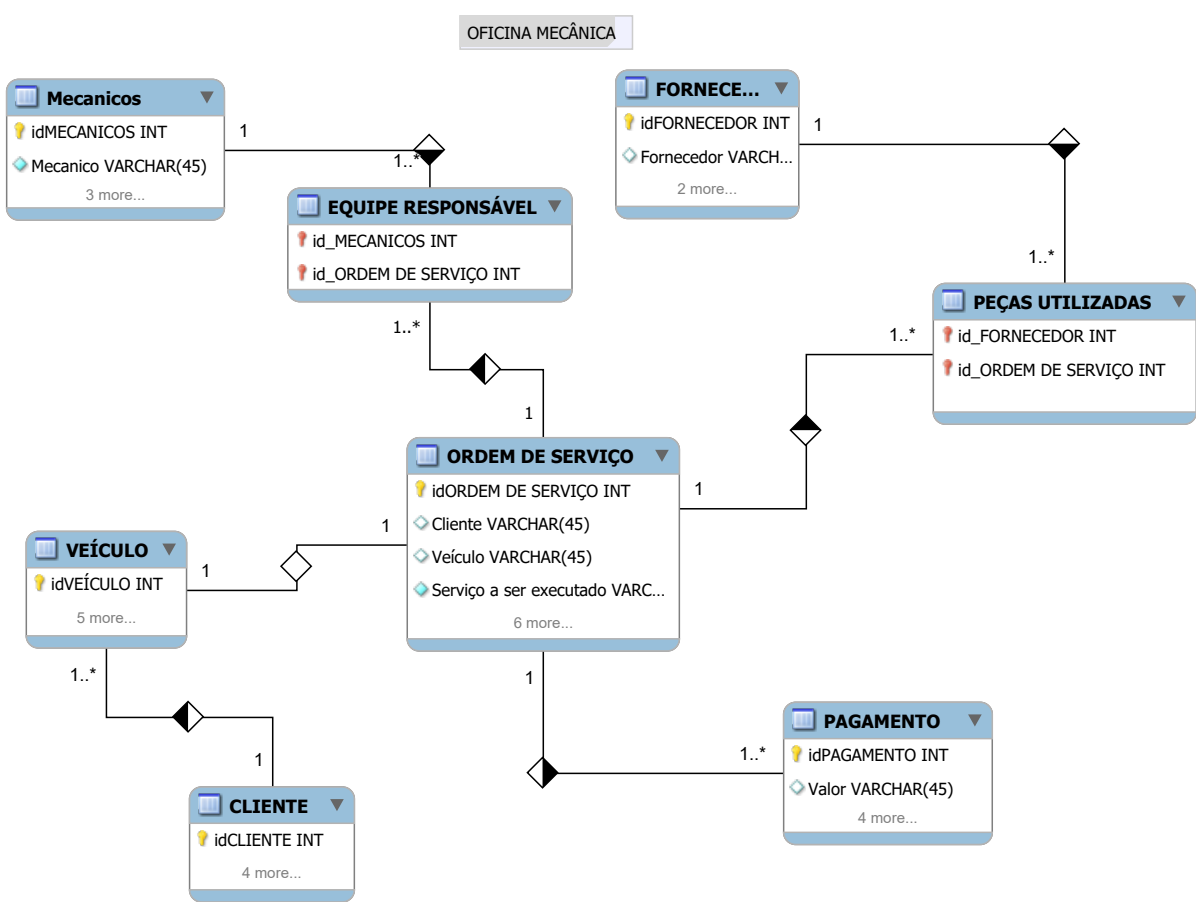 OFICINA MECÂNICA
Mecanicos
idMECANICOS INT
Mecanico VARCHAR(45)
3 more...
1
1..*
FORNECE...
idFORNECEDOR INT
Fornecedor VARCH...
2 more...
1
1..*
EQUIPE RESPONSÁVEL
id_MECANICOS INT
id_ORDEM DE SERVIÇO INT
1..*
1
PEÇAS UTILIZADAS
id_FORNECEDOR INT
id_ORDEM DE SERVIÇO INT
1..*
1
ORDEM DE SERVIÇO
idORDEM DE SERVIÇO INT
Cliente VARCHAR(45)
Veículo VARCHAR(45)
Serviço a ser executado VARC...
6 more...
1
1
VEÍCULO
idVEÍCULO INT
5 more...
1..*
1
CLIENTE
idCLIENTE INT
4 more...
1
1..*
PAGAMENTO
idPAGAMENTO INT
Valor VARCHAR(45)
4 more...